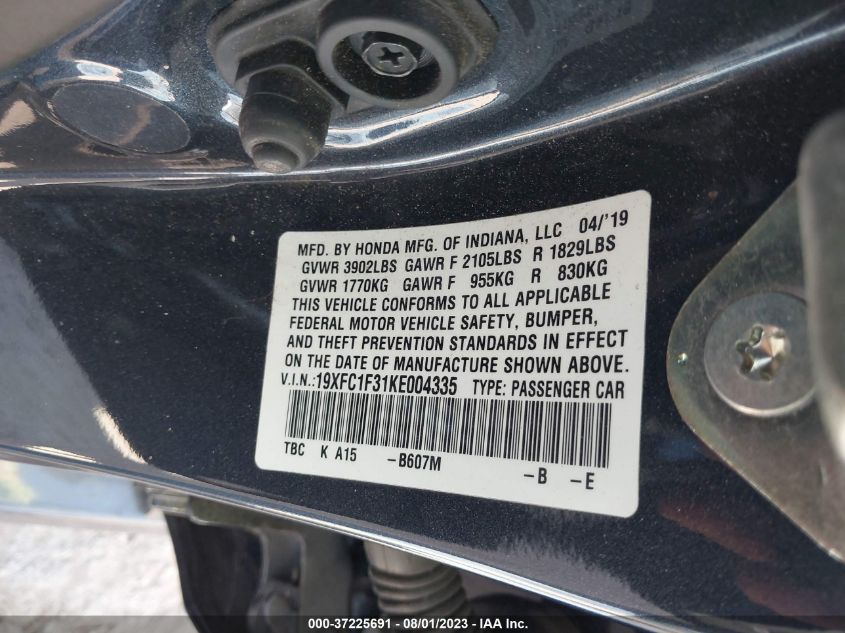 MFD. BY HONDA MFG. OF INDIANA, LLC 04/'19
GVWR 3902LBS GAWR F 2105LBS R 1829LBS
GVWR 1770KG GAWR F 955KG R 830KG
THIS VEHICLE CONFORMS TO ALL APPLICABLE
FEDERAL MOTOR VEHICLE SAFETY, BUMPER,
AND THEFT PREVENTION STANDARDS IN EFFECT
ON THE DATE OF MANUFACTURE SHOWN ABOVE.
V.I.N.:19XFC1F31KE004335 TYPE: PASSENGER CAR
TBC K A15 -B607M -B -E
000-37225691 - 08/01/2023 - IAA Inc.